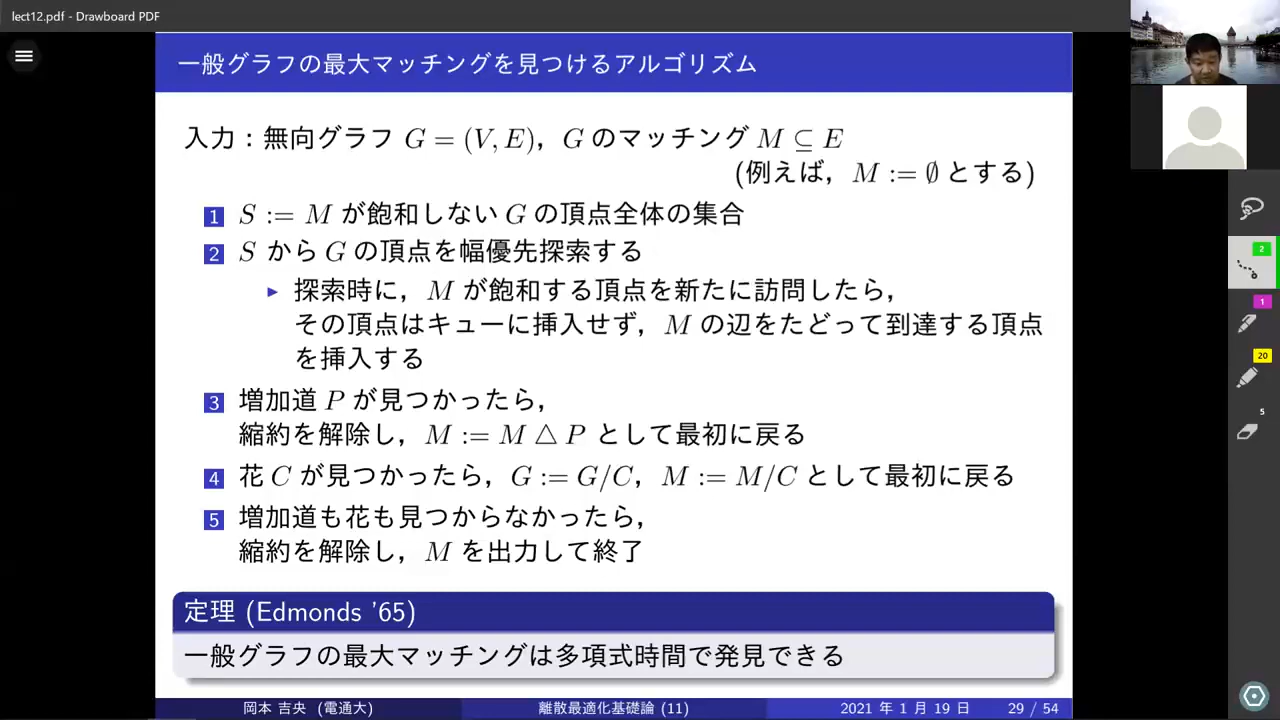 lect12.pdf - Drawboard PDF
一般グラフの最大マッチングを見つけるアルゴリズム
入力：無向グラフ G = (V, E)， G のマッチング M ⊆ E
(例えば， M := ∅ とする)
1 S := M が飽和しない G の頂点全体の集合
2 S から G の頂点を幅優先探索する
▶ 探索時に， M が飽和する頂点を新たに訪問したら，
その頂点はキューに挿入せず， M の辺をたどって到達する頂点
を挿入する
3 増加道 P が見つかったら，
縮約を解除し， M := M △ P として最初に戻る
4 花 C が見つかったら， G := G/C， M := M/C として最初に戻る
5 増加道も花も見つからなかったら，
縮約を解除し， M を出力して終了
定理 (Edmonds '65)
一般グラフの最大マッチングは多項式時間で発見できる
岡本 吉央 (電通大) 離散最適化基礎論 (11) 2021 年 1 月 19 日 29 / 54
2
1
20
5